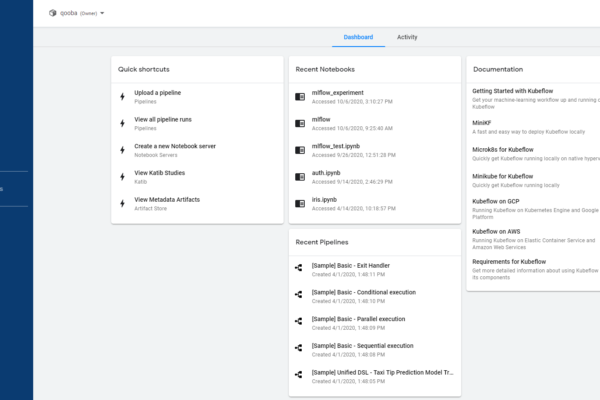 qooba (Owner)
Dashboard
Activity
Quick shortcuts
Upload a pipeline
Pipelines
View all pipeline runs
Pipelines
Create a new Notebook server
Notebook Servers
View Katib Studies
Katib
View Metadata Artifacts
Artifact Store
Recent Notebooks
mlflow_experiment
Accessed 10/6/2020, 3:10:27 PM
mlflow
Accessed 10/6/2020, 9:25:40 AM
mlflow_test.ipynb
Accessed 9/26/2020, 12:51:28 PM
auth.ipynb
Accessed 9/14/2020, 2:46:29 PM
iris.ipynb
Accessed 4/14/2020, 10:18:57 PM
Recent Pipelines
[Sample] Basic - Exit Handler
Created 4/1/2020, 1:48:11 PM
[Sample] Basic - Conditional execution
Created 4/1/2020, 1:48:10 PM
[Sample] Basic - Parallel execution
Created 4/1/2020, 1:48:09 PM
[Sample] Basic - Sequential execution
Created 4/1/2020, 1:48:08 PM
[Sample] Unified DSL - Taxi Tip Prediction Model Tr...
Created 4/1/2020, 1:48:05 PM
Documentation
Getting Started with Kubeflow
Get your machine-learning workflow up and running
Kubeflow
MiniKF
A fast and easy way to deploy Kubeflow locally
Microk8s for Kubeflow
Quickly get Kubeflow running locally on native
Minikube for Kubeflow
Quickly get Kubeflow running locally
Kubeflow on GCP
Running Kubeflow on Kubernetes Engine and Google
Platform
Kubeflow on AWS
Running Kubeflow on Elastic Container Service and
Amazon Web Services
Requirements for Kubeflow
Get more detailed information about using Kubeflow
its components